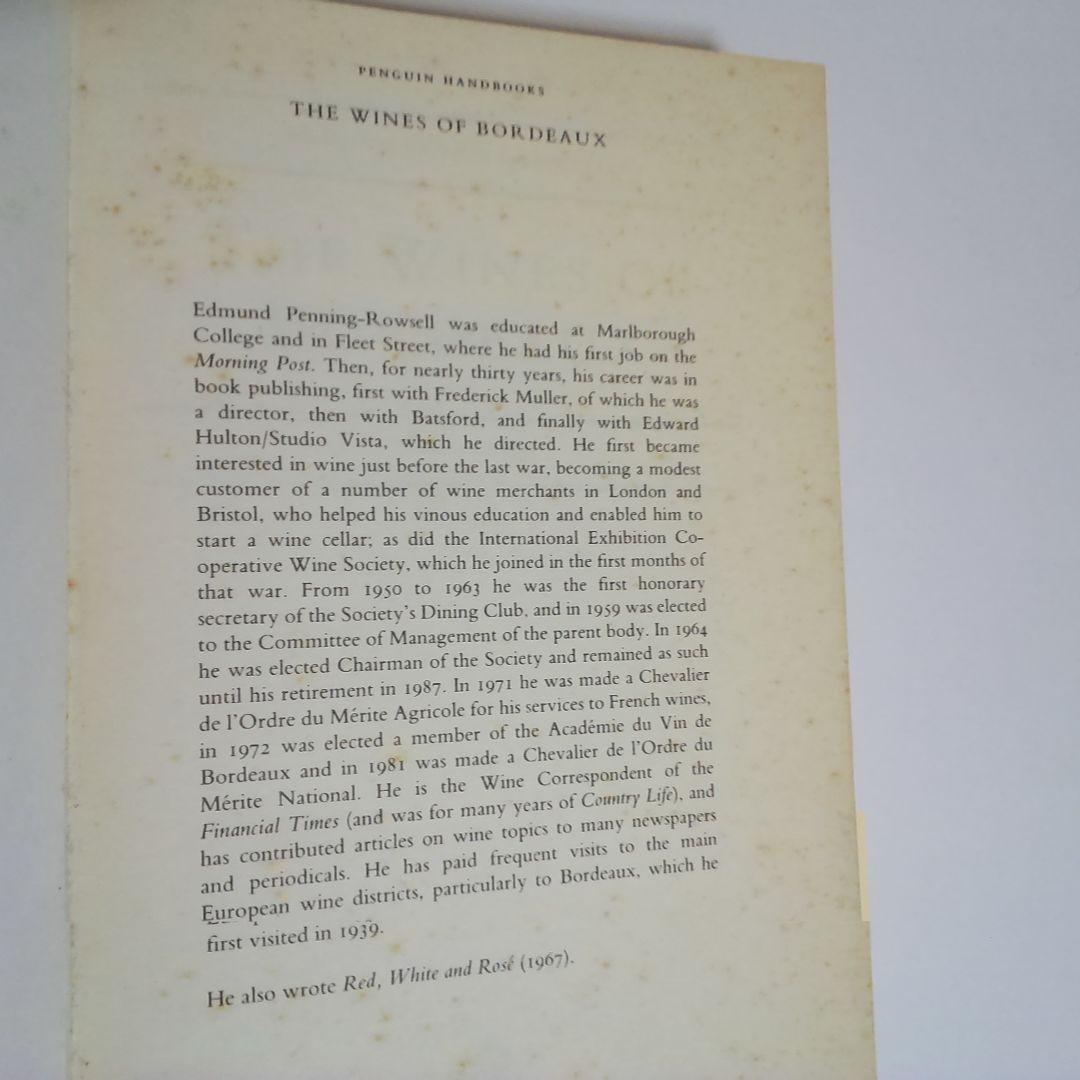 PENGUIN HANDBOOKS
THE WINES OF BORDEAUX
Edmund Penning-Rowsell was educated at Marlborough
College and in Fleet Street, where he had his first job on the
Morning Post. Then, for nearly thirty years, his career was in
book publishing, first with Frederick Muller, of which he was
a director, then with Batsford, and finally with Edward
Hulton/Studio Vista, which he directed. He first became
interested in wine just before the last war, becoming a modest
customer of a number of wine merchants in London and
Bristol, who helped his vinous education and enabled him to
start a wine cellar; as did the International Exhibition Co-
operative Wine Society, which he joined in the first months of
that war. From 1950 to 1963 he was the first honorary
secretary of the Society's Dining Club, and in 1959 was elected
to the Committee of Management of the parent body. In 1964
he was elected Chairman of the Society and remained as such
until his retirement in 1987. In 1971 he was made a Chevalier
de l'Ordre du Mérite Agricole for his services to French wines,
in 1972 was elected a member of the Académie du Vin de
Bordeaux and in 1981 was made a Chevalier de l'Ordre du
Mérite National. He is the Wine Correspondent of the
Financial Times (and was for many years of Country Life), and
has contributed articles on wine topics to many newspapers
and periodicals. He has paid frequent visits to the main
European wine districts, particularly to Bordeaux, which he
first visited in 1939.
He also wrote Red, White and Rosé (1967).